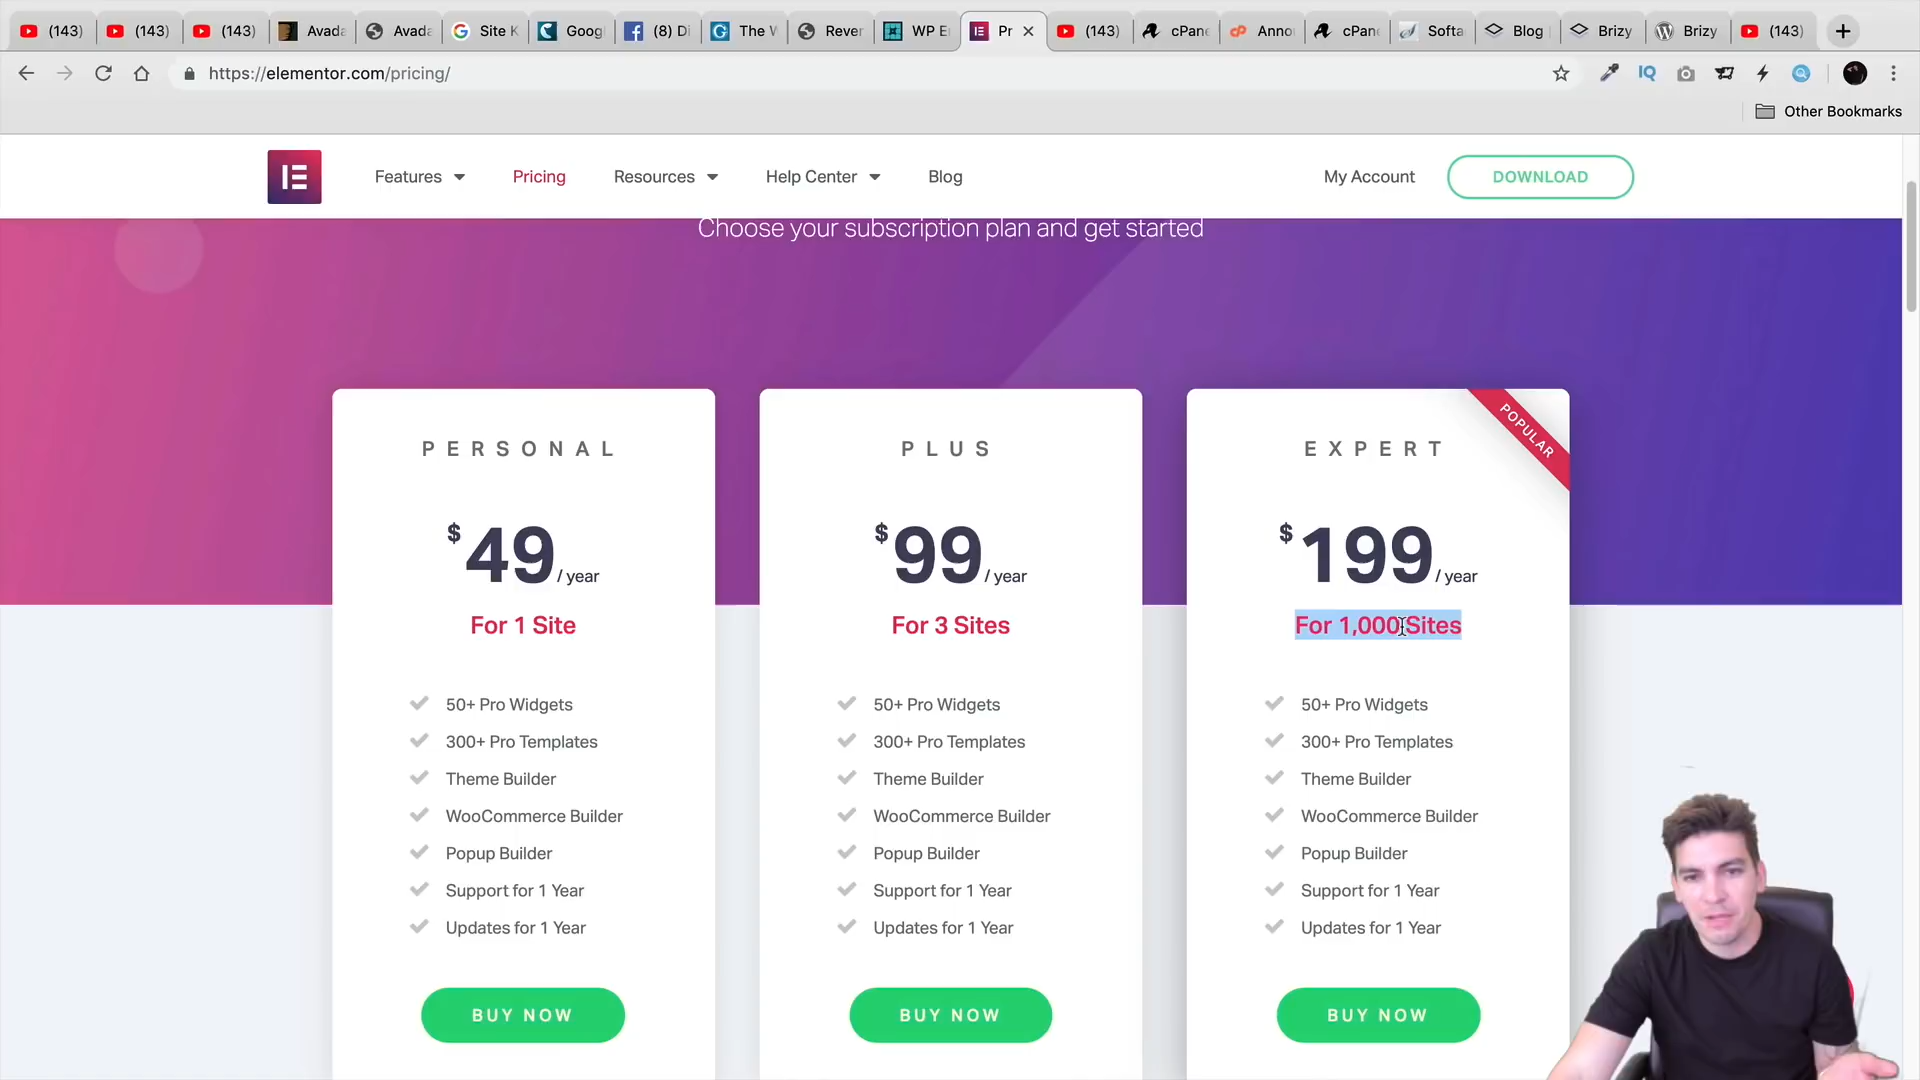 (143)
(143)
(143)
Avada
Avada
Site K
Goog
(8) Di
The W
Rever
WP E
Pr
(143)
cPane
Anno
cPane
Softa
Blog
Brizy
Brizy
(143)
https://elementor.com/pricing/
IQ
Other Bookmarks
Features
Pricing
Resources
Help Center
Blog
My Account
DOWNLOAD
Choose your subscription plan and get started
PERSONAL
$49/ year
For 1 Site
50+ Pro Widgets
300+ Pro Templates
Theme Builder
WooCommerce Builder
Popup Builder
Support for 1 Year
Updates for 1 Year
BUY NOW
PLUS
$99/ year
For 3 Sites
50+ Pro Widgets
300+ Pro Templates
Theme Builder
WooCommerce Builder
Popup Builder
Support for 1 Year
Updates for 1 Year
BUY NOW
POPULAR
EXPERT
$199/ year
For 1,000 Sites
50+ Pro Widgets
300+ Pro Templates
Theme Builder
WooCommerce Builder
Popup Builder
Support for 1 Year
Updates for 1 Year
BUY NOW